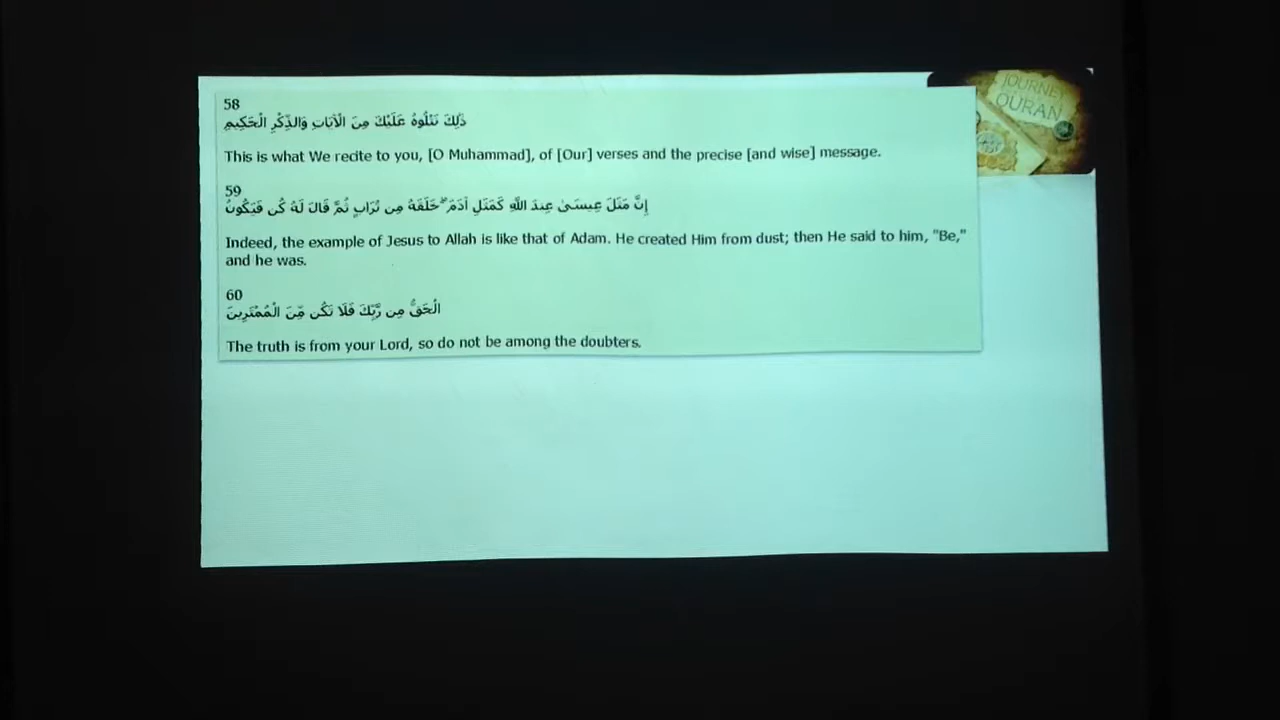 JOURNEY
QURAN
58
ذَٰلِكَ نَتْلُوهُ عَلَيْكَ مِنَ الْآيَاتِ وَالذِّكْرِ الْحَكِيمِ
This is what We recite to you, [O Muhammad], of [Our] verses and the precise [and wise] message.
59
إِنَّ مَثَلَ عِيسَىٰ عِندَ اللَّهِ كَمَثَلِ آدَمَ ۖ خَلَقَهُ مِن تُرَابٍ ثُمَّ قَالَ لَهُ كُن فَيَكُونُ
Indeed, the example of Jesus to Allah is like that of Adam. He created Him from dust; then He said to him, "Be,"
and he was.
60
الْحَقُّ مِن رَّبِّكَ فَلَا تَكُن مِّنَ الْمُمْتَرِينَ
The truth is from your Lord, so do not be among the doubters.